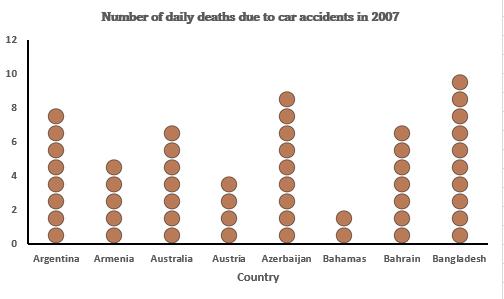 Number of daily deaths due to car accidents in 2007
12
10
8
6
4
2
0
Argentina Armenia Australia Austria Azerbaijan Bahamas Bahrain Bangladesh
Country